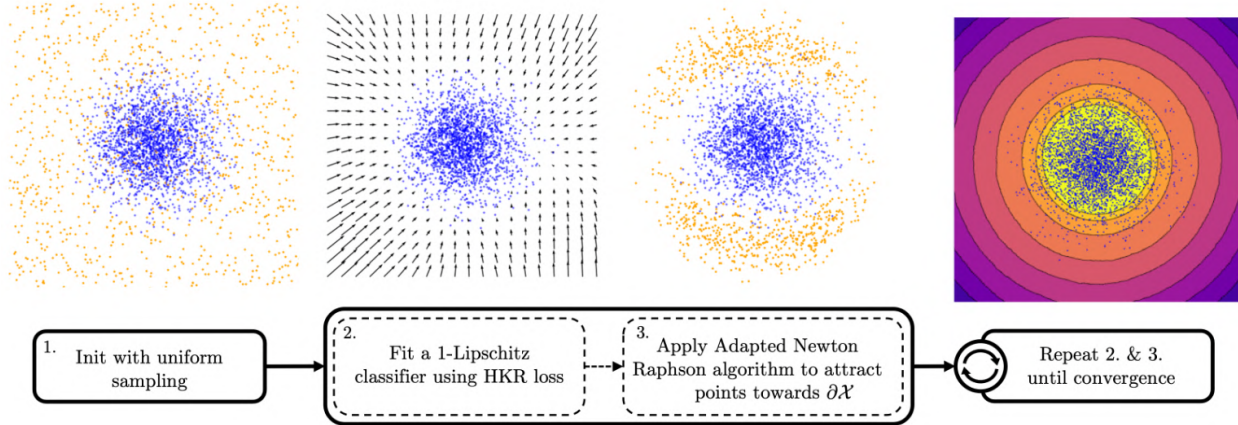 1.
Init with uniform
sampling
2.
Fit a 1-Lipschitz
classifier using HKR loss
3.
Apply Adapted Newton
Raphson algorithm to attract
points towards ∂𝒳
Repeat 2. & 3.
until convergence